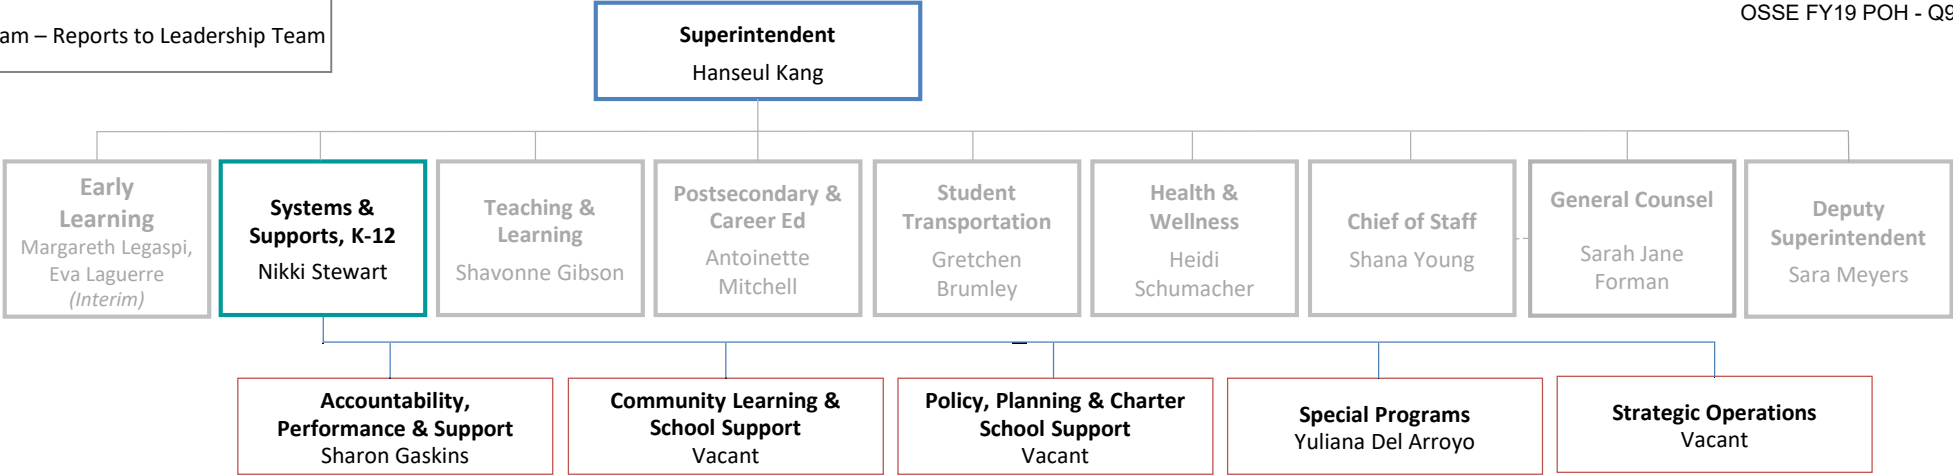 – Reports to Leadership Team
OSSE FY19 POH - Q9
Superintendent
Hanseul Kang
Early
Learning
Margareth Legaspi,
Eva Laguerre
(Interim)
Systems &
Supports, K-12
Nikki Stewart
Teaching &
Learning
Shavonne Gibson
Postsecondary &
Career Ed
Antoinette
Mitchell
Student
Transportation
Gretchen
Brumley
Health &
Wellness
Heidi
Schumacher
Chief of Staff
Shana Young
General Counsel
Sarah Jane
Forman
Deputy
Superintendent
Sara Meyers
Accountability,
Performance & Support
Sharon Gaskins
Community Learning &
School Support
Vacant
Policy, Planning & Charter
School Support
Vacant
Special Programs
Yuliana Del Arroyo
Strategic Operations
Vacant